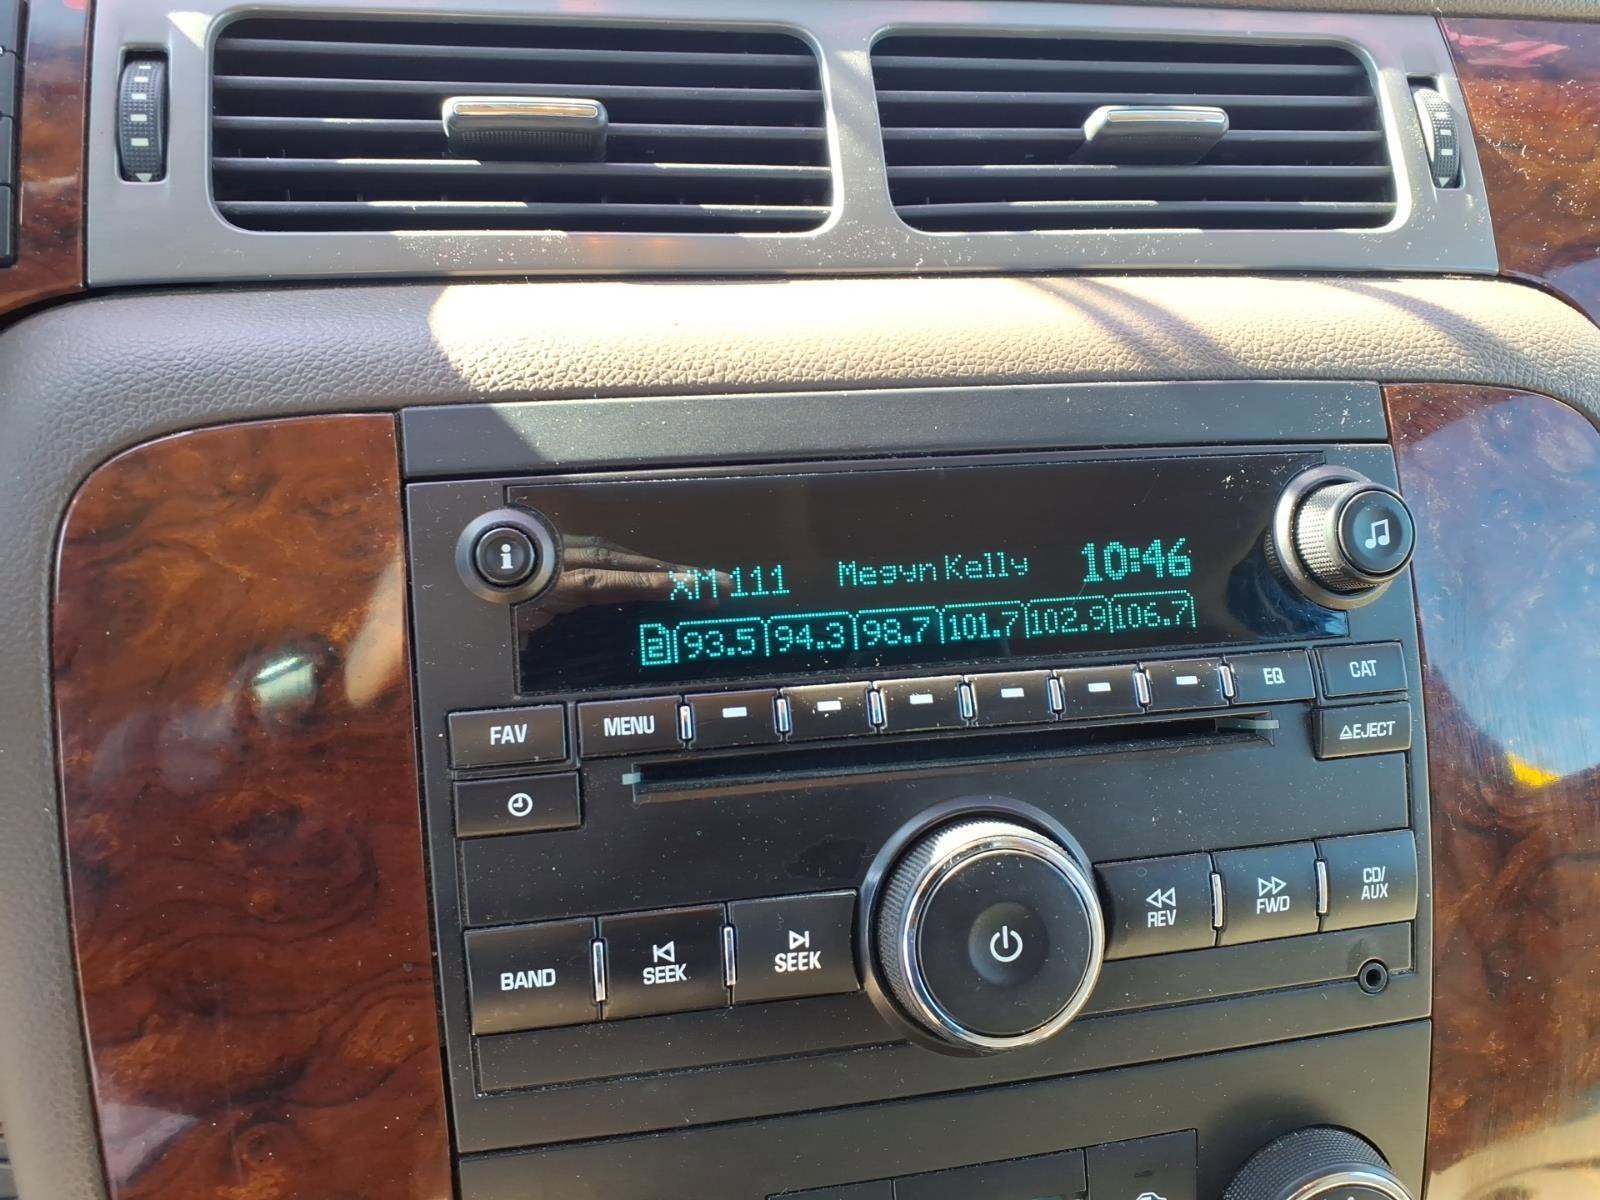 XM 111 Megyn Kelly 10:46
2 93.5 94.3 98.7 101.7 102.9 106.7
i
FAV MENU EQ CAT
EJECT
BAND SEEK SEEK REV FWD CD/
AUX